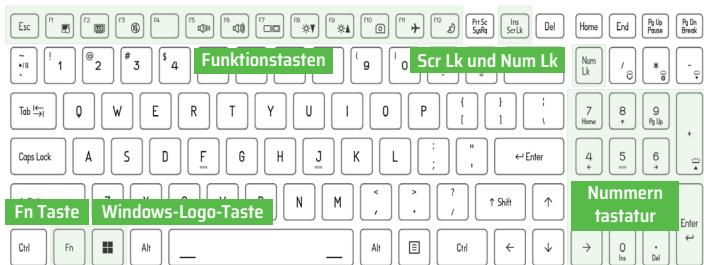 Esc F1 F2 F3 F4 F5 F6 F7 F8 F9 F10 F11 F12 Prt Sc SysRq Ins Scr Lk Del Home End Pg Up Pause Pg Dn Break
~ ` ! 1 @ 2 # 3 $ 4 Funktionstasten ( 9 ) 0 Scr Lk und Num Lk Num Lk / * -
Tab Q W E R T Y U I O P { [ } ] | \ 7 Home 8 ↑ 9 Pg Up +
Caps Lock A S D F G H J K L : ; " ' ↵ Enter 4 ← 5 6 →
Fn Taste Windows-Logo-Taste N M < , > . ? / ↑ Shift ↑ Nummern tastatur Enter ↵
Ctrl Fn Alt Alt Ctrl ← ↓ → 0 Ins . Del